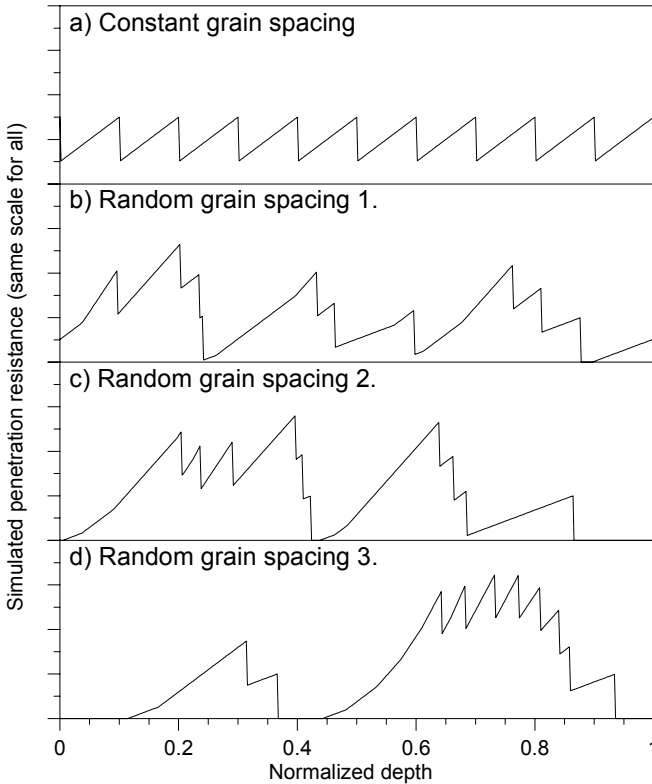 a) Constant grain spacing
b) Random grain spacing 1.
c) Random grain spacing 2.
d) Random grain spacing 3.
Simulated penetration resistance (same scale for all)
0 0.2 0.4 0.6 0.8 1
Normalized depth